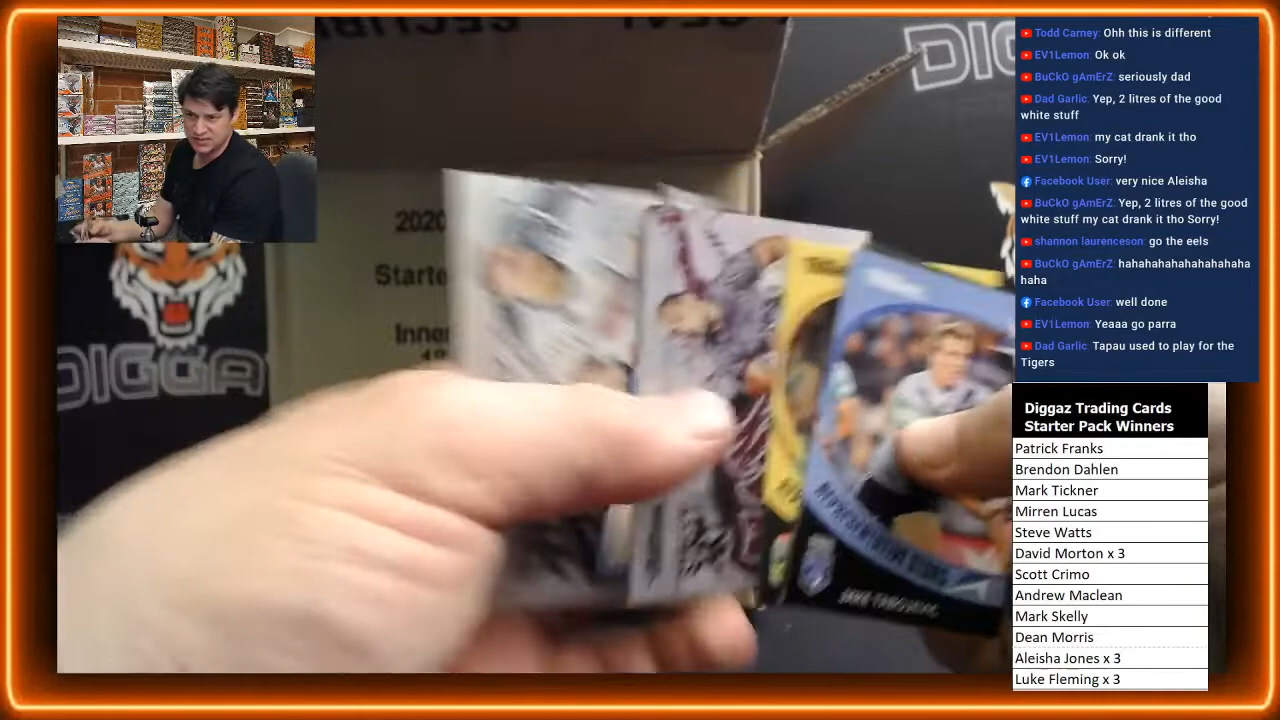 Todd Carney: Ohh this is different
EV1Lemon: Ok ok
BuCkO gAmErZ: seriously dad
Dad Garlic: Yep, 2 litres of the good
white stuff
EV1Lemon: my cat drank it tho
EV1Lemon: Sorry!
Facebook User: very nice Aleisha
BuCkO gAmErZ: Yep, 2 litres of the good
white stuff my cat drank it tho Sorry!
shannon laurenceson: go the eels
BuCkO gAmErZ: hahahahahahahahaha
haha
Facebook User: well done
EV1Lemon: Yeaaa go parra
Dad Garlic: Tapau used to play for the
Tigers
Diggaz Trading Cards
Starter Pack Winners
Patrick Franks
Brendon Dahlen
Mark Tickner
Mirren Lucas
Steve Watts
David Morton x 3
Scott Crimo
Andrew Maclean
Mark Skelly
Dean Morris
Aleisha Jones x 3
Luke Fleming x 3
DIGGA
DIG
2020
Starte
Inner